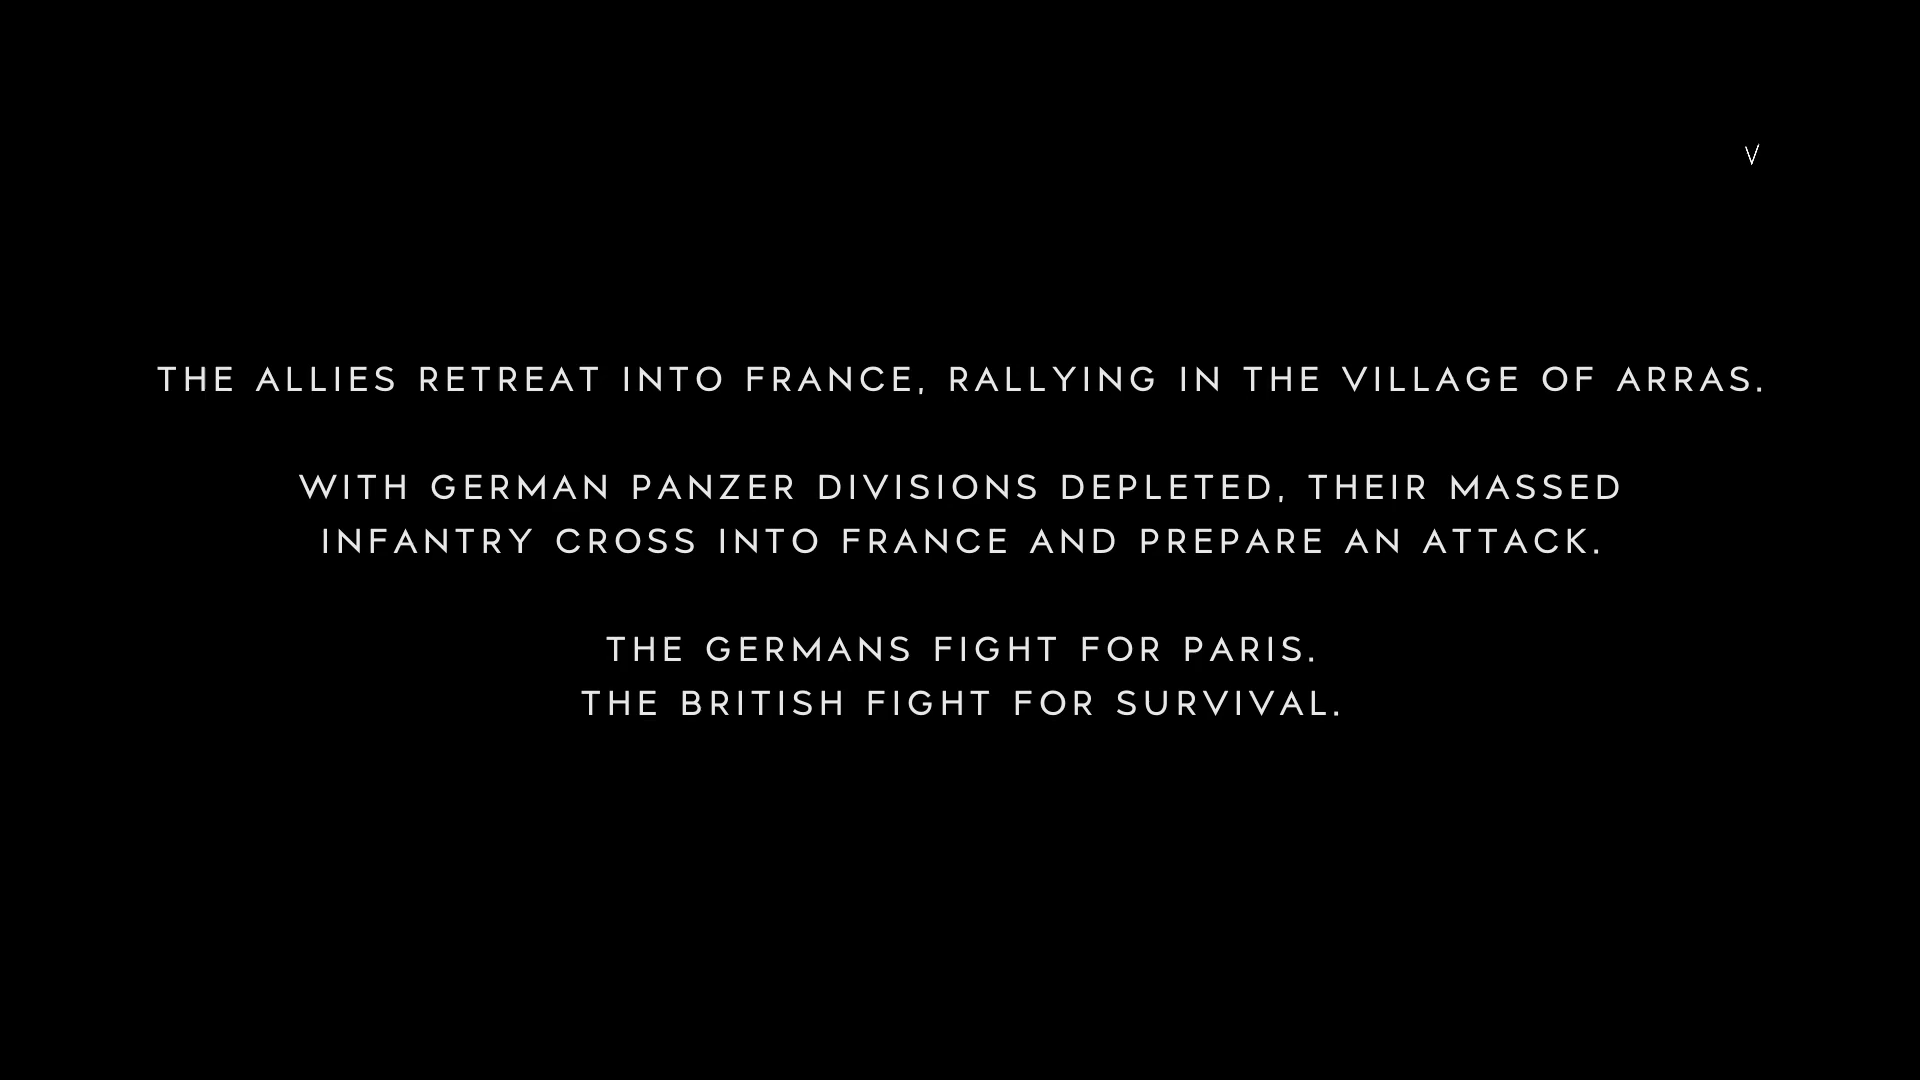 V
THE ALLIES RETREAT INTO FRANCE, RALLYING IN THE VILLAGE OF ARRAS.
WITH GERMAN PANZER DIVISIONS DEPLETED, THEIR MASSED
INFANTRY CROSS INTO FRANCE AND PREPARE AN ATTACK.
THE GERMANS FIGHT FOR PARIS.
THE BRITISH FIGHT FOR SURVIVAL.